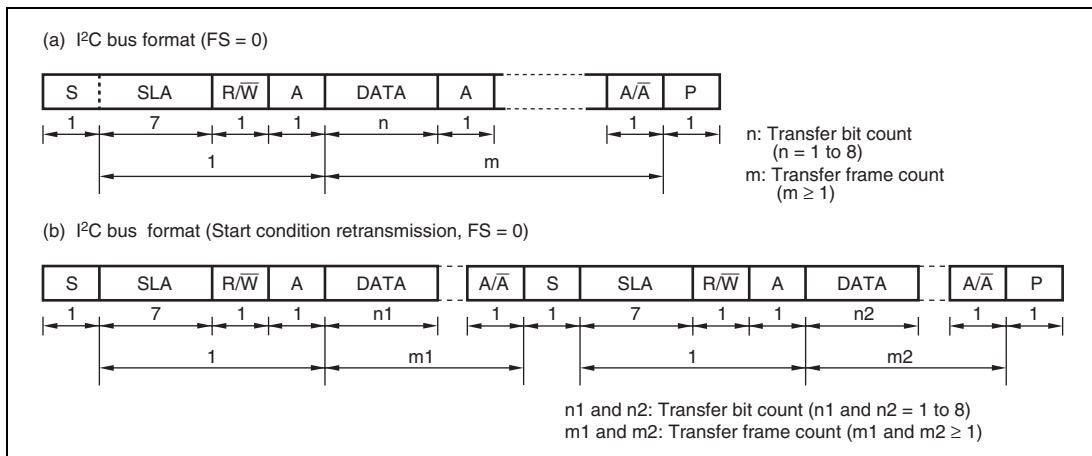 (a) I²C bus format (FS = 0)
S SLA R/W̅ A DATA A A/A̅ P
1 7 1 1 n 1 1 1
1 m
n: Transfer bit count
(n = 1 to 8)
m: Transfer frame count
(m ≥ 1)
(b) I²C bus format (Start condition retransmission, FS = 0)
S SLA R/W̅ A DATA A/A̅ S SLA R/W̅ A DATA A/A̅ P
1 7 1 1 n1 1 1 7 1 1 n2 1 1
1 m1 1 m2
n1 and n2: Transfer bit count (n1 and n2 = 1 to 8)
m1 and m2: Transfer frame count (m1 and m2 ≥ 1)